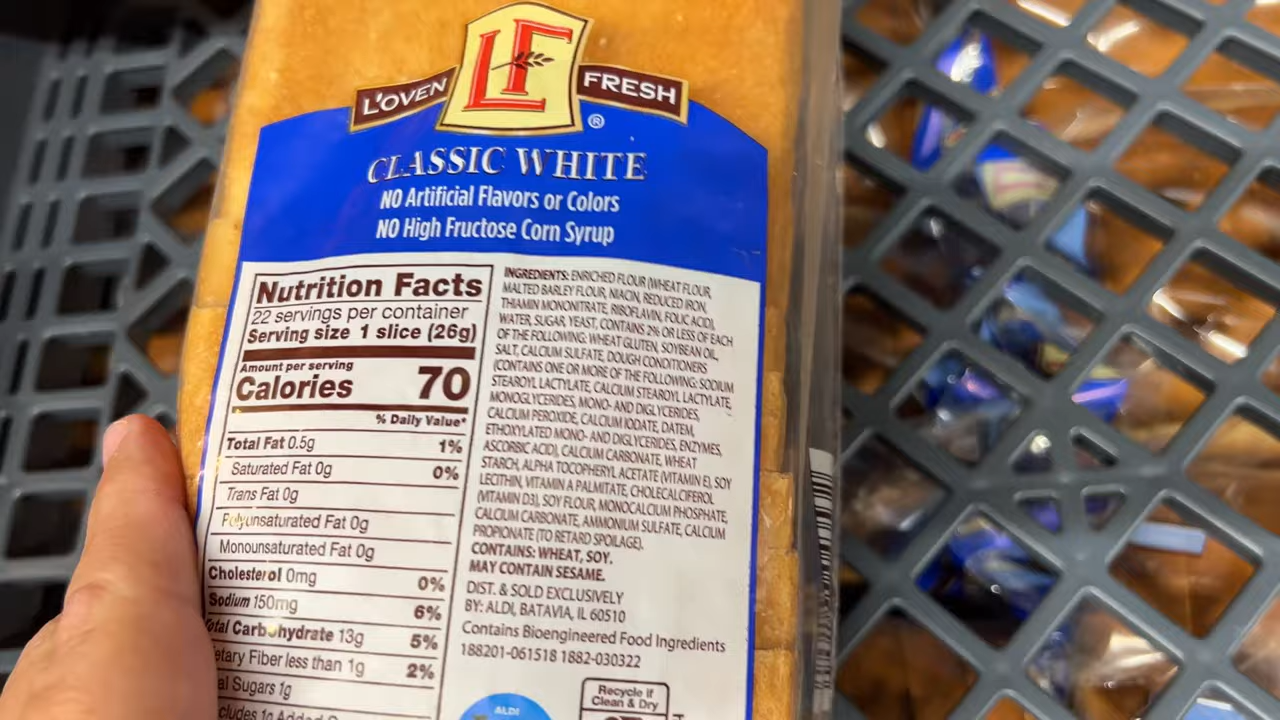 L'OVEN LF FRESH ®
CLASSIC WHITE
NO Artificial Flavors or Colors
NO High Fructose Corn Syrup
Nutrition Facts
22 servings per container
Serving size 1 slice (26g)
Amount per serving
Calories 70
% Daily Value*
Total Fat 0.5g 1%
Saturated Fat 0g 0%
Trans Fat 0g
Polyunsaturated Fat 0g
Monounsaturated Fat 0g
Cholesterol 0mg 0%
Sodium 150mg 6%
otal Carbohydrate 13g 5%
etary Fiber less than 1g 2%
al Sugars 1g
cludes 1g Added
INGREDIENTS: ENRICHED FLOUR (WHEAT FLOUR,
MALTED BARLEY FLOUR, NIACIN, REDUCED IRON,
THIAMIN MONONITRATE, RIBOFLAVIN, FOLIC ACID),
WATER, SUGAR, YEAST, CONTAINS 2% OR LESS OF EACH
OF THE FOLLOWING: WHEAT GLUTEN, SOYBEAN OIL,
SALT, CALCIUM SULFATE, DOUGH CONDITIONERS
(CONTAINS ONE OR MORE OF THE FOLLOWING: SODIUM
STEAROYL LACTYLATE, CALCIUM STEAROYL LACTYLATE,
MONOGLYCERIDES, MONO- AND DIGLYCERIDES,
CALCIUM PEROXIDE, CALCIUM IODATE, DATEM,
ETHOXYLATED MONO- AND DIGLYCERIDES, ENZYMES,
ASCORBIC ACID), CALCIUM CARBONATE, WHEAT
STARCH, ALPHA TOCOPHERYL ACETATE (VITAMIN E), SOY
LECITHIN, VITAMIN A PALMITATE, CHOLECALCIFEROL
(VITAMIN D3), SOY FLOUR, MONOCALCIUM PHOSPHATE,
CALCIUM CARBONATE, AMMONIUM SULFATE, CALCIUM
PROPIONATE (TO RETARD SPOILAGE).
CONTAINS: WHEAT, SOY.
MAY CONTAIN SESAME.
DIST. & SOLD EXCLUSIVELY
BY: ALDI, BATAVIA, IL 60510
Contains Bioengineered Food Ingredients
188201-061518 1882-030322
ALDI
Recycle if
Clean & Dry